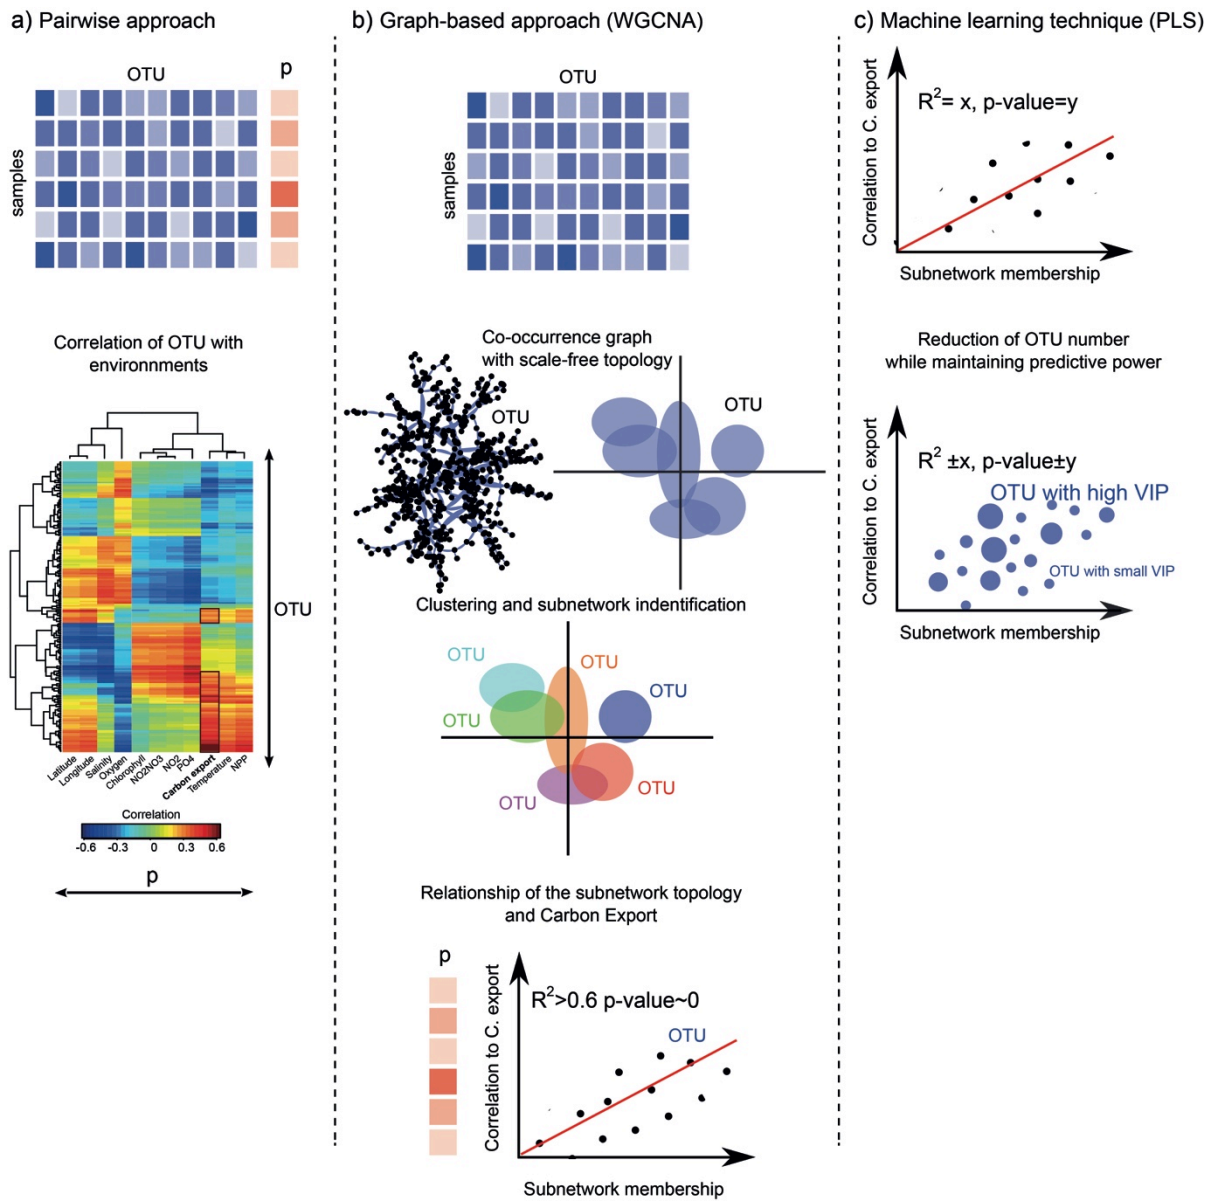 a) Pairwise approach
OTU
p
samples
Correlation of OTU with
environnments
OTU
Latitude
Longitude
Salinity
Oxygen
Chlorophyll
NO2NO3
NO2
PO4
Carbon export
Temperature
NPP
Correlation
-0.6 -0.3 0 0.3 0.6
p
b) Graph-based approach (WGCNA)
OTU
samples
Co-occurrence graph
with scale-free topology
OTU
OTU
Clustering and subnetwork indentification
OTU
OTU
OTU
OTU
OTU
OTU
Relationship of the subnetwork topology
and Carbon Export
p
Correlation to C. export
R²>0.6 p-value~0
OTU
Subnetwork membership
c) Machine learning technique (PLS)
Correlation to C. export
R²= x, p-value=y
Subnetwork membership
Reduction of OTU number
while maintaining predictive power
Correlation to C. export
R² ±x, p-value±y
OTU with high VIP
OTU with small VIP
Subnetwork membership